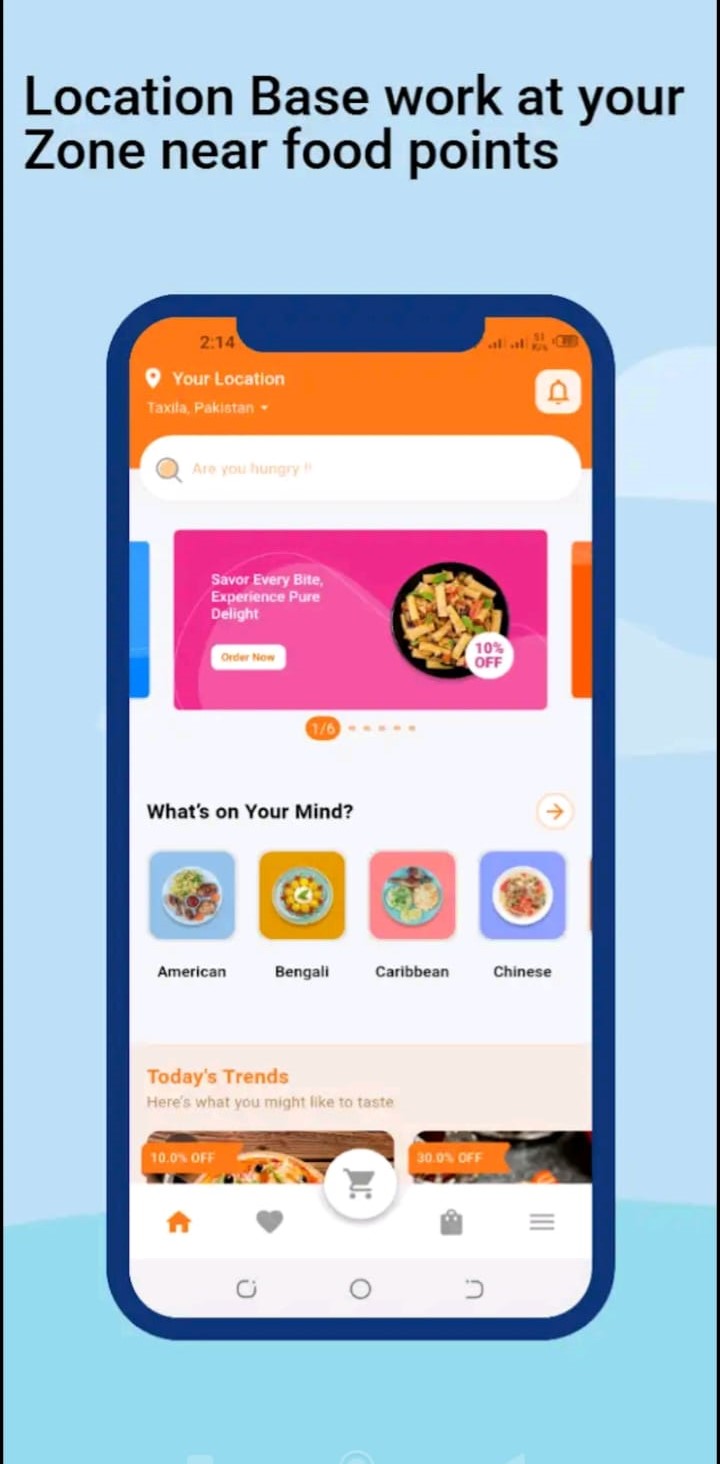 Location Base work at your
Zone near food points
2:14
51
K/s
Your Location
Taxila, Pakistan
Are you hungry !!
Savor Every Bite,
Experience Pure
Delight
Order Now
10%
OFF
1/6
What's on Your Mind?
American
Bengali
Caribbean
Chinese
Today's Trends
Here's what you might like to taste
10.0% OFF
30.0% OFF